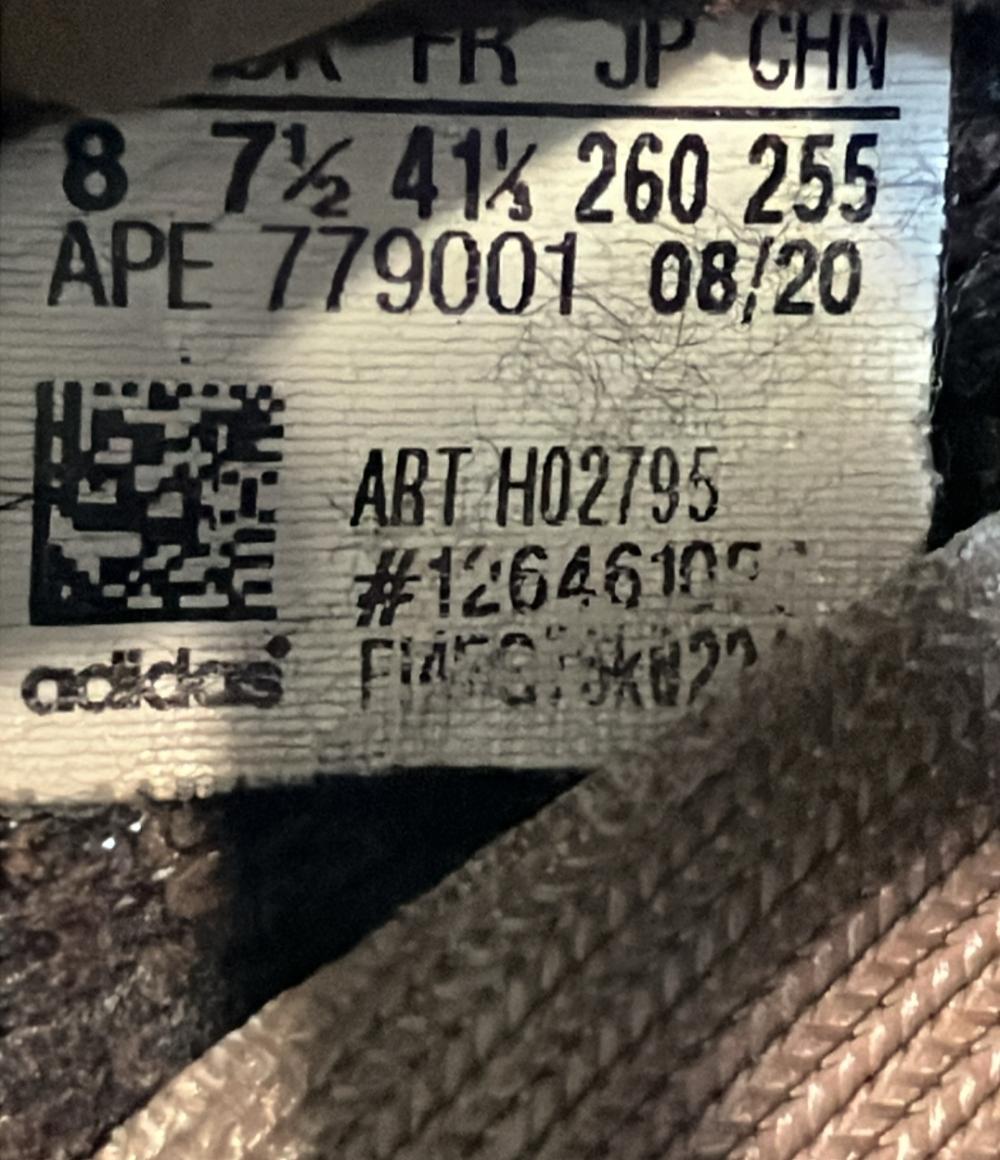 FR JP CHN
8 7½ 41⅓ 260 255
APE 779001 08/20
ART H02795
adidas